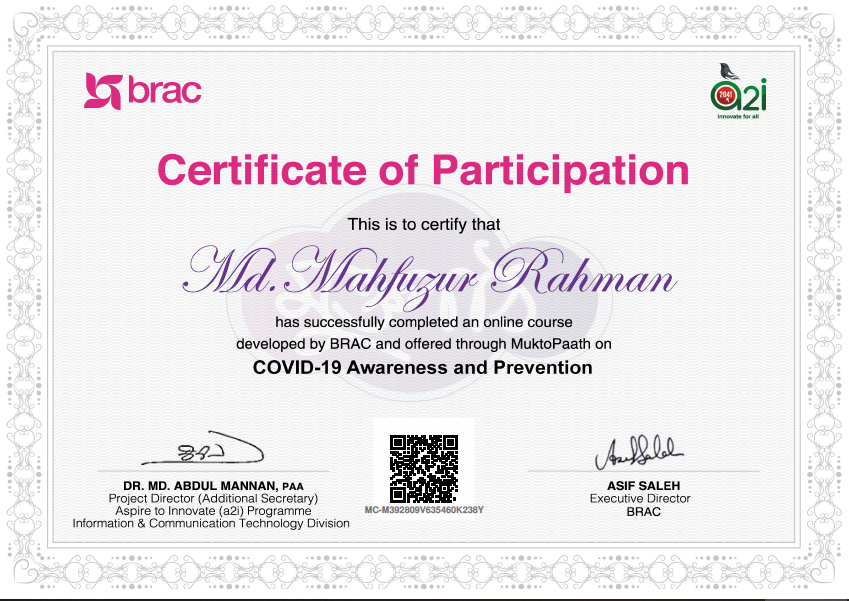 brac
2041
a2i
innovate for all
Certificate of Participation
This is to certify that
Md. Mahfuzur Rahman
has successfully completed an online course
developed by BRAC and offered through MuktoPaath on
COVID-19 Awareness and Prevention
DR. MD. ABDUL MANNAN, PAA
Project Director (Additional Secretary)
Aspire to Innovate (a2i) Programme
Information & Communication Technology Division
MC-M392809V635460K238Y
Asif Saleh
ASIF SALEH
Executive Director
BRAC